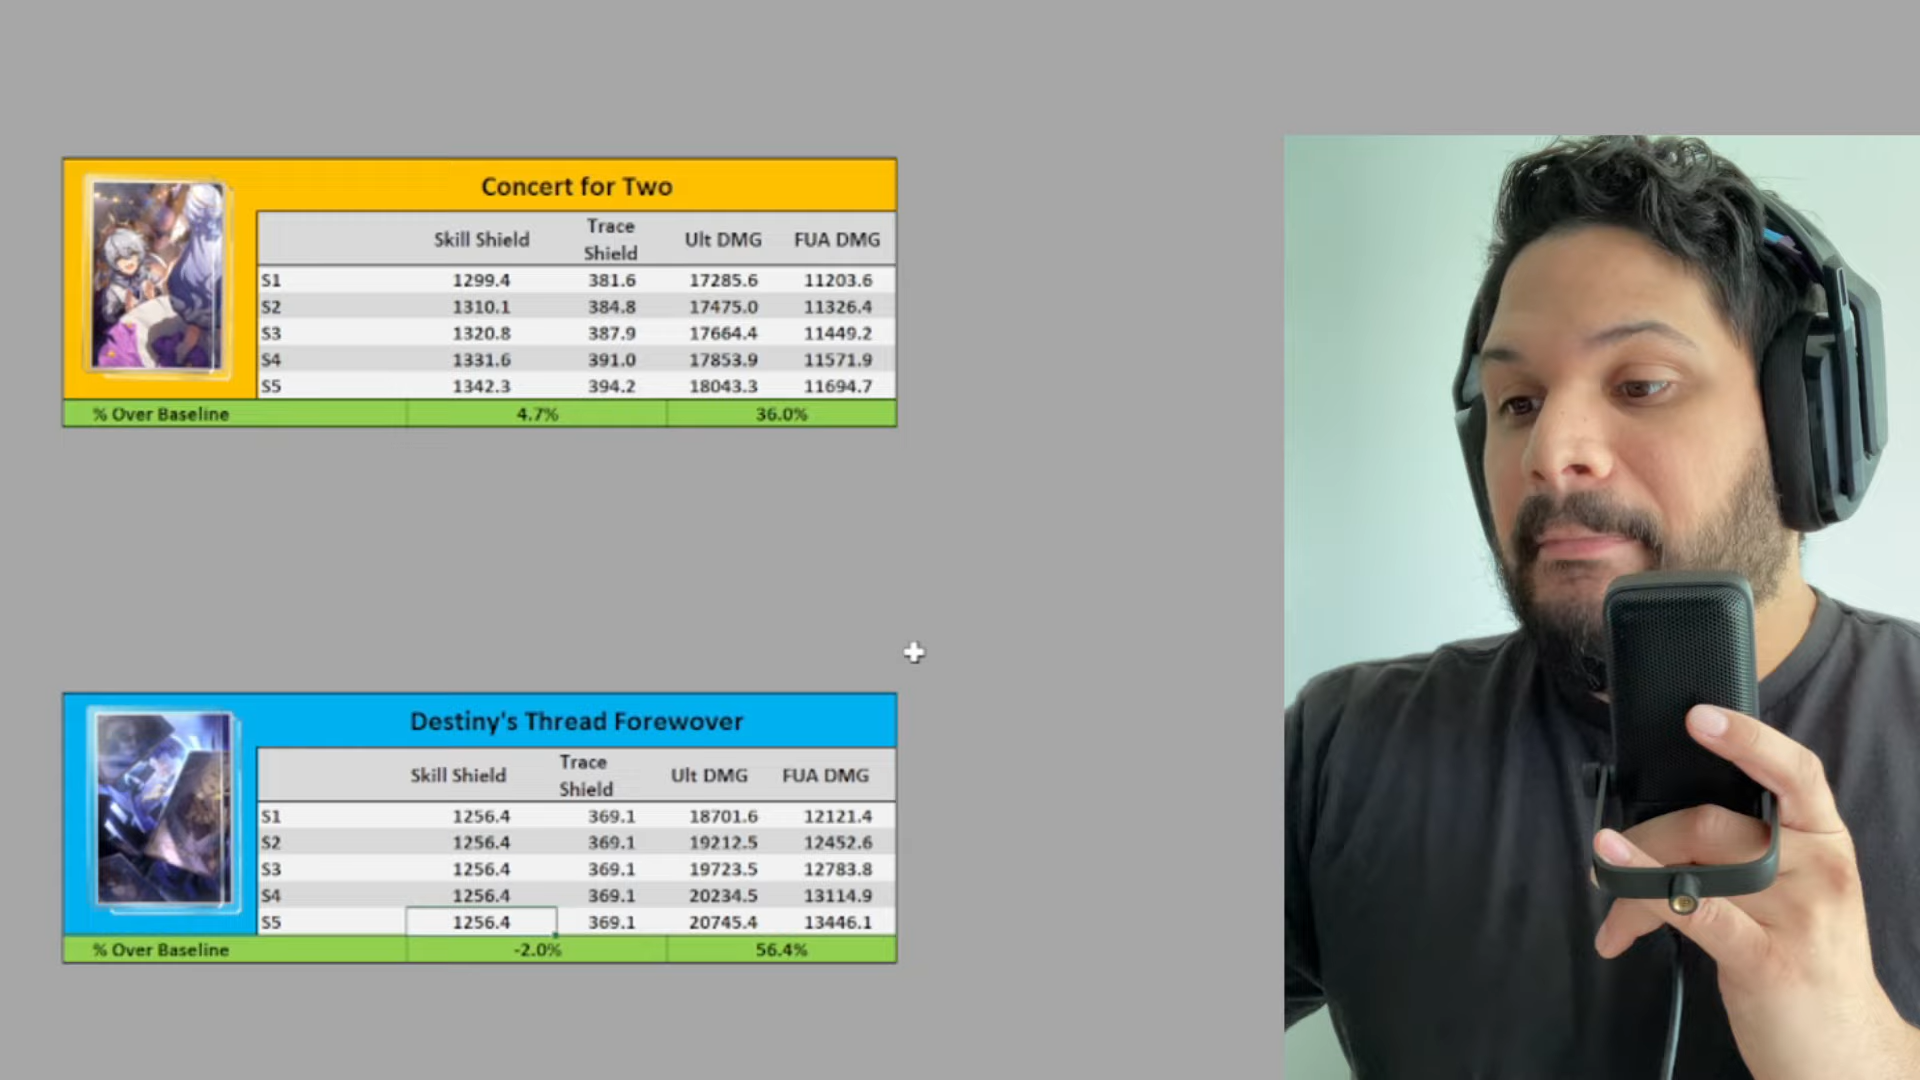 Concert for Two
Skill Shield Trace Shield Ult DMG FUA DMG
S1 1299.4 381.6 17285.6 11203.6
S2 1310.1 384.8 17475.0 11326.4
S3 1320.8 387.9 17664.4 11449.2
S4 1331.6 391.0 17853.9 11571.9
S5 1342.3 394.2 18043.3 11694.7
% Over Baseline 4.7% 36.0%
Destiny's Thread Forewover
Skill Shield Trace Shield Ult DMG FUA DMG
S1 1256.4 369.1 18701.6 12121.4
S2 1256.4 369.1 19212.5 12452.6
S3 1256.4 369.1 19723.5 12783.8
S4 1256.4 369.1 20234.5 13114.9
S5 1256.4 369.1 20745.4 13446.1
% Over Baseline -2.0% 56.4%